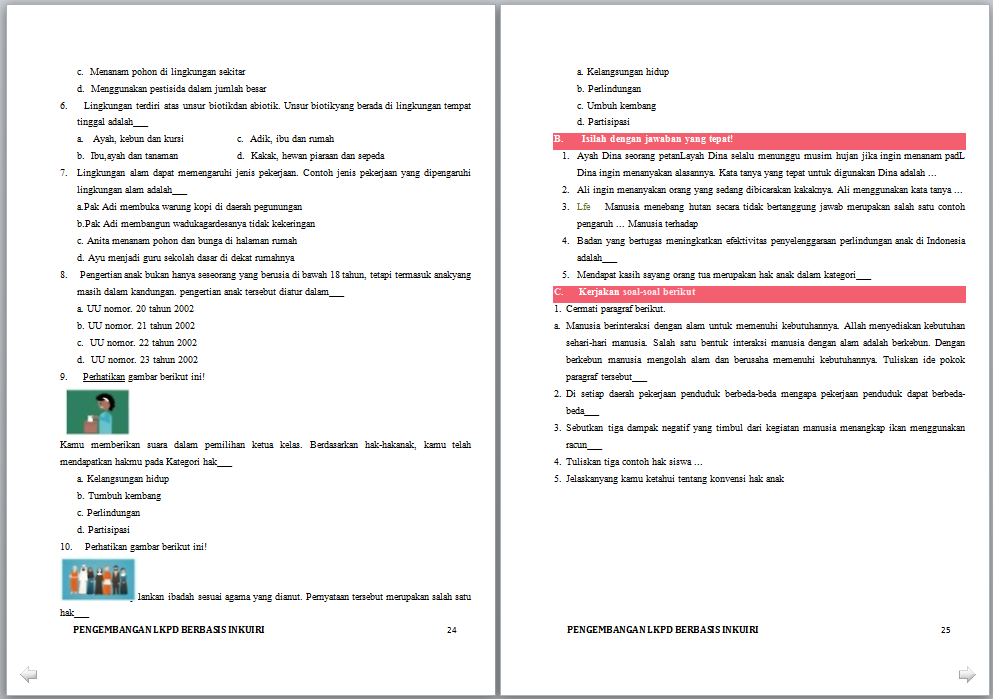 c. Menanam pohon di lingkungan sekitar
d. Menggunakan pestisida dalam jumlah besar
6. Lingkungan terdiri atas unsur biotikdan abiotik. Unsur biotikyang berada di lingkungan tempat
tinggal adalah___
a. Ayah, kebun dan kursi c. Adik, ibu dan rumah
b. Ibu,ayah dan tanaman d. Kakak, hewan piaraan dan sepeda
7. Lingkungan alam dapat memengaruhi jenis pekerjaan. Contoh jenis pekerjaan yang dipengaruhi
lingkungan alam adalah___
a.Pak Adi membuka warung kopi di daerah pegunungan
b.Pak Adi membangun wadukagardesanya tidak kekeringan
c. Anita menanam pohon dan bunga di halaman rumah
d. Ayu menjadi guru sekolah dasar di dekat rumahnya
8. Pengertian anak bukan hanya seseorang yang berusia di bawah 18 tahun, tetapi termasuk anakyang
masih dalam kandungan. pengertian anak tersebut diatur dalam___
a. UU nomor. 20 tahun 2002
b. UU nomor. 21 tahun 2002
c. UU nomor. 22 tahun 2002
d. UU nomor. 23 tahun 2002
9. Perhatikan gambar berikut ini!
Kamu memberikan suara dalam pemilihan ketua kelas. Berdasarkan hak-hakanak, kamu telah
mendapatkan hakmu pada Kategori hak___
a. Kelangsungan hidup
b. Tumbuh kembang
c. Perlindungan
d. Partisipasi
10. Perhatikan gambar berikut ini!
lankan ibadah sesuai agama yang dianut. Pernyataan tersebut merupakan salah satu
hak___
PENGEMBANGAN LKPD BERBASIS INKUIRI 24
a. Kelangsungan hidup
b. Perlindungan
c. Umbuh kembang
d. Partisipasi
B. Isilah dengan jawaban yang tepat!
1. Ayah Dina seorang petanLayah Dina selalu menunggu musim hujan jika ingin menanam padL
Dina ingin menanyakan alasannya. Kata tanya yang tepat untuk digunakan Dina adalah ...
2. Ali ingin menanyakan orang yang sedang dibicarakan kakaknya. Ali menggunakan kata tanya ...
3. Lfe Manusia menebang hutan secara tidak bertanggung jawab merupakan salah satu contoh
pengaruh ... Manusia terhadap
4. Badan yang bertugas meningkatkan efektivitas penyelenggaraan perlindungan anak di Indonesia
adalah___
5. Mendapat kasih sayang orang tua merupakan hak anak dalam kategori___
C. Kerjakan soal-soal berikut
1. Cermati paragraf berikut.
a. Manusia berinteraksi dengan alam untuk memenuhi kebutuhannya. Allah menyediakan kebutuhan
sehari-hari manusia. Salah satu bentuk interaksi manusia dengan alam adalah berkebun. Dengan
berkebun manusia mengolah alam dan berusaha memenuhi kebutuhannya. Tuliskan ide pokok
paragraf tersebut___
2. Di setiap daerah pekerjaan penduduk berbeda-beda mengapa pekerjaan penduduk dapat berbeda-
beda___
3. Sebutkan tiga dampak negatif yang timbul dari kegiatan manusia menangkap ikan menggunakan
racun___
4. Tuliskan tiga contoh hak siswa ...
5. Jelaskanyang kamu ketahui tentang konvensi hak anak
PENGEMBANGAN LKPD BERBASIS INKUIRI 25